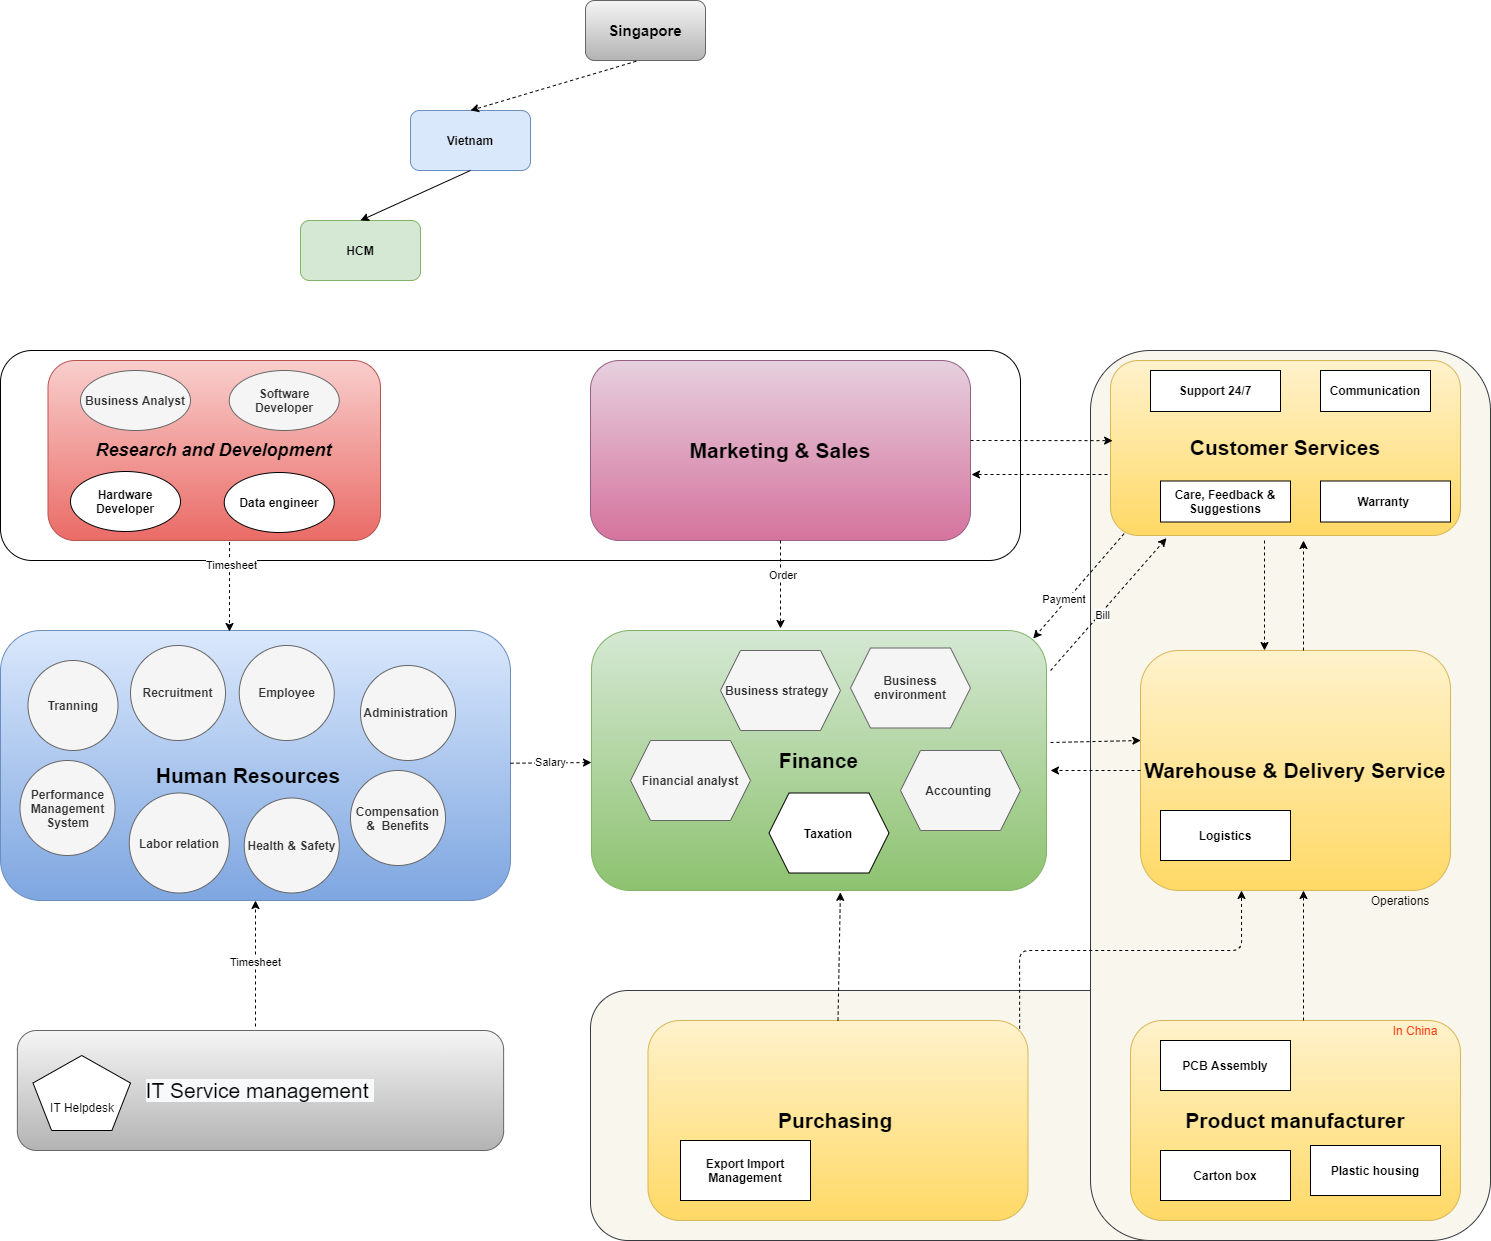 Singapore
Vietnam
HCM
Business Analyst
Software
Developer
Research and Development
Hardware
Developer
Data engineer
Marketing & Sales
Support 24/7
Communication
Customer Services
Care, Feedback &
Suggestions
Warranty
Timesheet
Order
Payment
Bill
Tranning
Recruitment
Employee
Administration
Human Resources
Performance
Management
System
Labor relation
Health & Safety
Compensation
& Benefits
Salary
Business strategy
Business
environment
Finance
Financial analyst
Accounting
Taxation
Warehouse & Delivery Service
Logistics
Operations
Timesheet
IT Helpdesk
IT Service management
Purchasing
Export Import
Management
In China
PCB Assembly
Product manufacturer
Carton box
Plastic housing